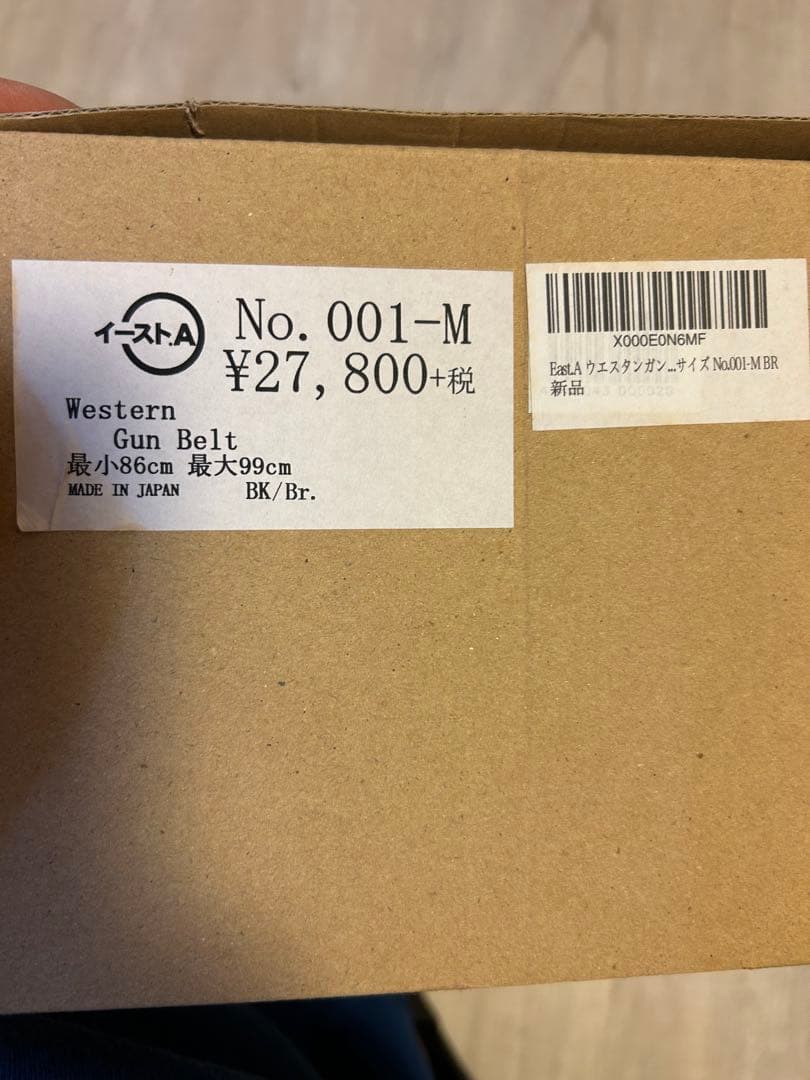 イースト.A
No. 001-M
¥27,800+税
Western
Gun Belt
最小86cm 最大99cm
MADE IN JAPAN BK/Br.
X000E0N6MF
East.A ウエスタンガン...サイズ No.001-M BR
新品